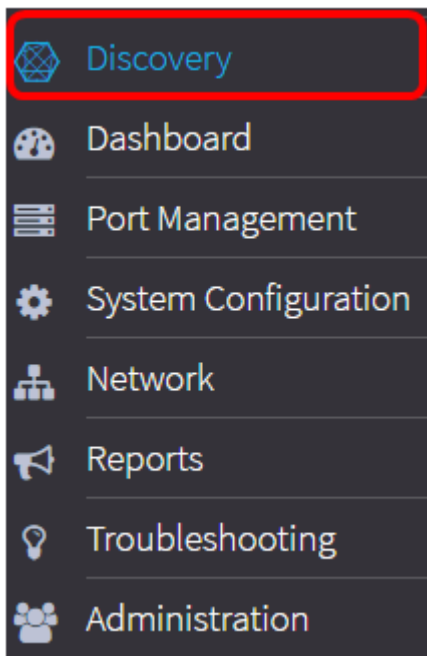 Discovery
Dashboard
Port Management
System Configuration
Network
Reports
Troubleshooting
Administration